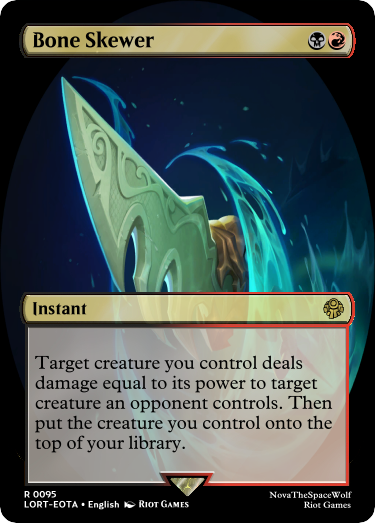 Bone Skewer
Instant
Target creature you control deals
damage equal to its power to target
creature an opponent controls. Then
put the creature you control onto the
top of your library.
R 0095
LORT-EOTA • English Riot Games
NovaTheSpaceWolf
Riot Games